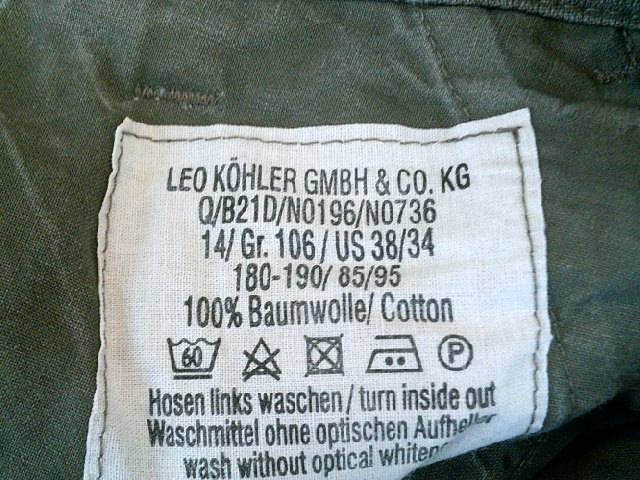 LEO KÖHLER GMBH & CO. KG
Q/B21D/N0196/N0736
14/ Gr. 106 / US 38/34
180-190/ 85/95
100% Baumwolle/ Cotton
60 P
Hosen links waschen / turn inside out
Waschmittel ohne optischen Aufheller
wash without optical